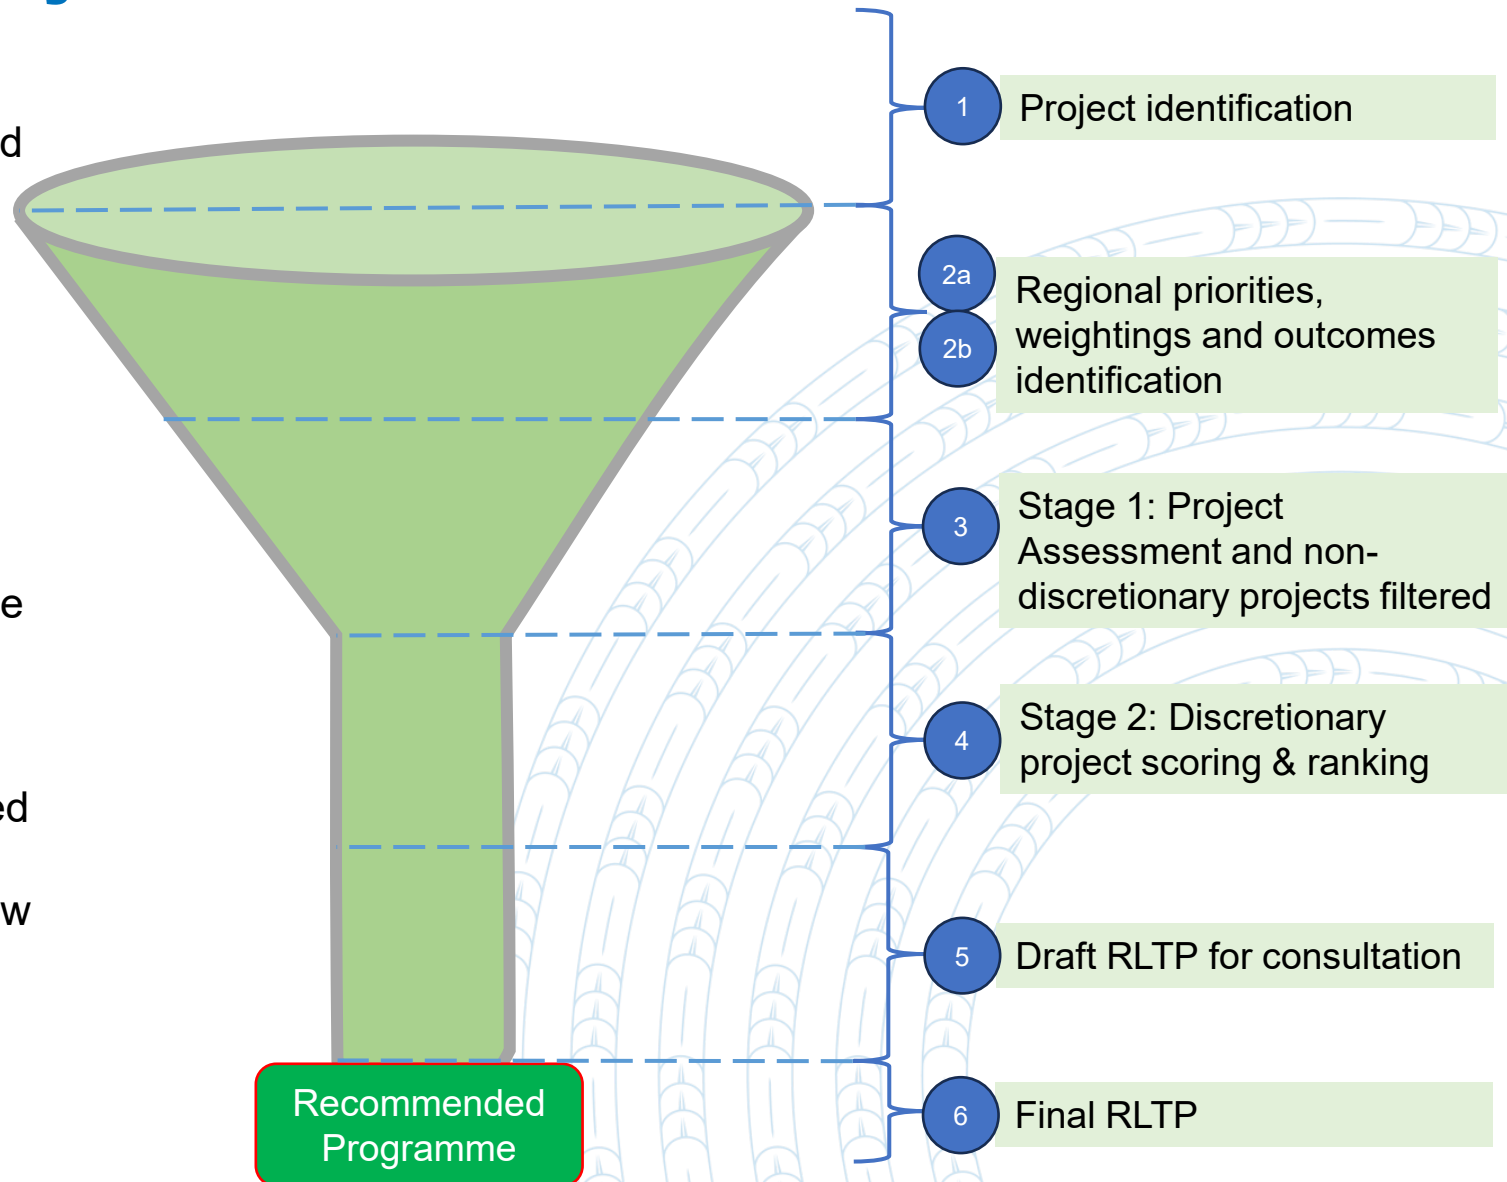 d
e
ed
w
1
Project identification
2a
2b
Regional priorities,
weightings and outcomes
identification
3
Stage 1: Project
Assessment and non-
discretionary projects filtered
4
Stage 2: Discretionary
project scoring & ranking
5
Draft RLTP for consultation
6
Final RLTP
Recommended
Programme